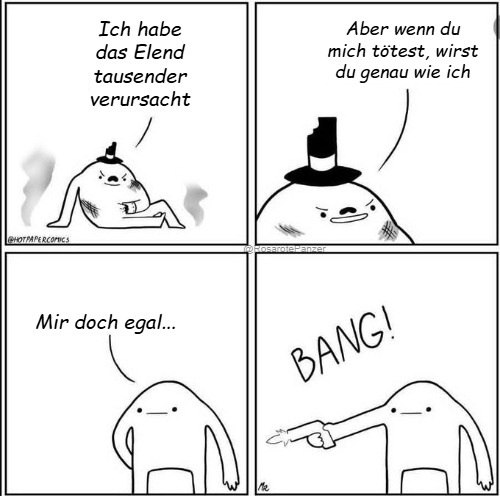 Ich habe
das Elend
tausender
verursacht
Aber wenn du
mich tötest, wirst
du genau wie ich
@HOTPAPERCOMICS
@RosarotePanzer
Mir doch egal...
BANG!